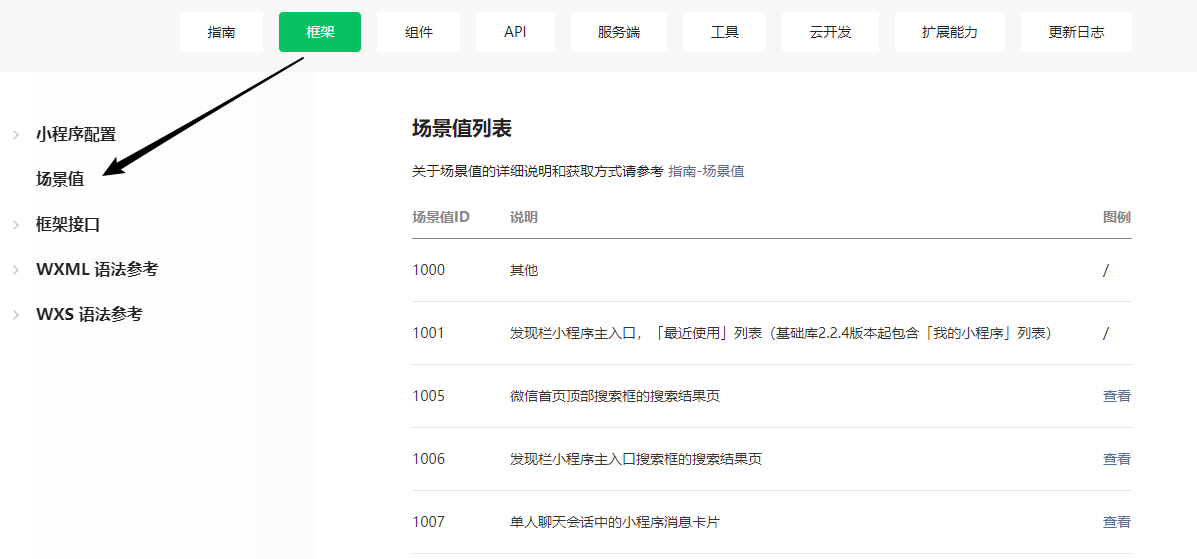 指南 框架 组件 API 服务端 工具 云开发 扩展能力 更新日志
小程序配置
场景值
框架接口
WXML 语法参考
WXS 语法参考
场景值列表
关于场景值的详细说明和获取方式请参考 指南-场景值
场景值ID 说明 图例
1000 其他 /
1001 发现栏小程序主入口，「最近使用」列表（基础库2.2.4版本起包含「我的小程序」列表） /
1005 微信首页顶部搜索框的搜索结果页 查看
1006 发现栏小程序主入口搜索框的搜索结果页 查看
1007 单人聊天会话中的小程序消息卡片 查看